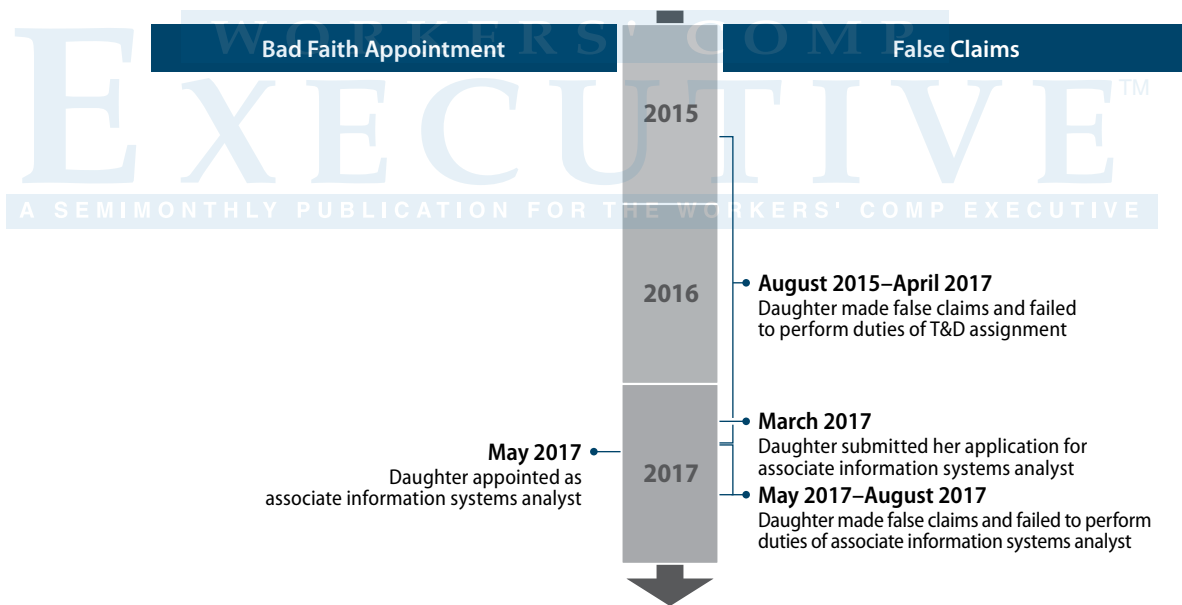 WORKERS' COMP
EXECUTIVE™
A SEMIMONTHLY PUBLICATION FOR THE WORKERS' COMP EXECUTIVE
Bad Faith Appointment
False Claims
2015
2016
August 2015–April 2017
Daughter made false claims and failed
to perform duties of T&D assignment
March 2017
Daughter submitted her application for
associate information systems analyst
May 2017
Daughter appointed as
associate information systems analyst
2017
May 2017–August 2017
Daughter made false claims and failed to perform
duties of associate information systems analyst